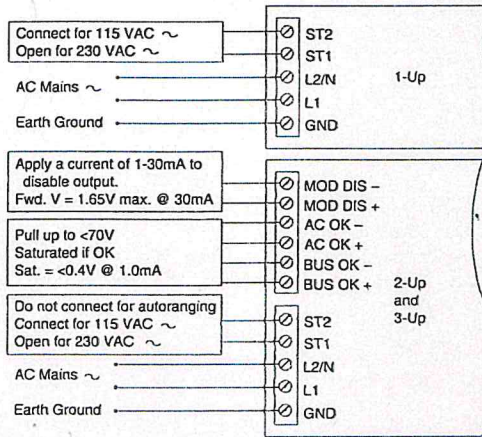 Connect for 115 VAC ~
Open for 230 VAC ~
AC Mains ~
Earth Ground
ST2
ST1
L2/N
L1
GND
1-Up
Apply a current of 1-30mA to
disable output.
Fwd. V = 1.65V max. @ 30mA
Pull up to <70V
Saturated if OK
Sat. = <0.4V @ 1.0mA
Do not connect for autoranging
Connect for 115 VAC ~
Open for 230 VAC ~
AC Mains ~
Earth Ground
MOD DIS –
MOD DIS +
AC OK –
AC OK +
BUS OK –
BUS OK +
ST2
ST1
L2/N
L1
GND
2-Up
and
3-Up